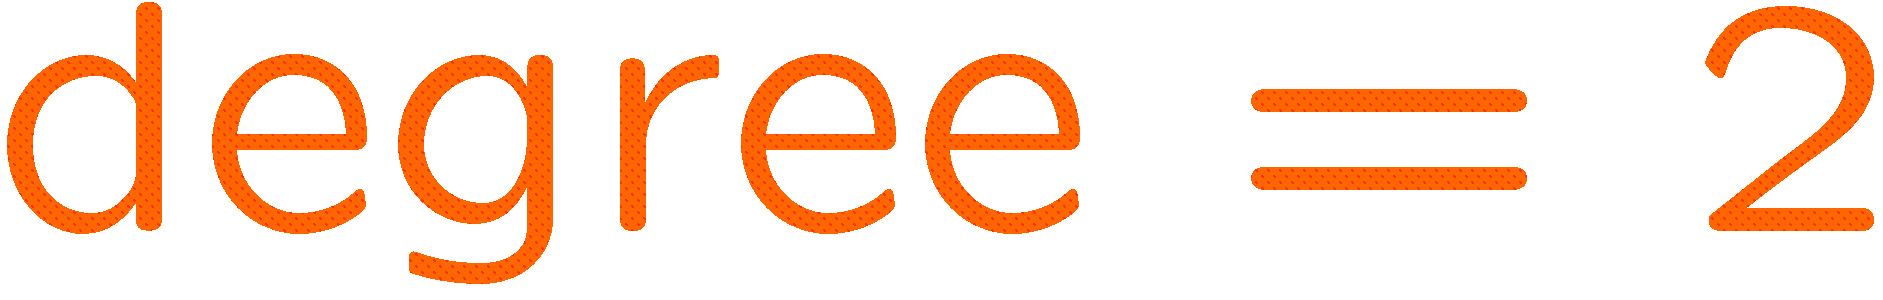 degree = 2